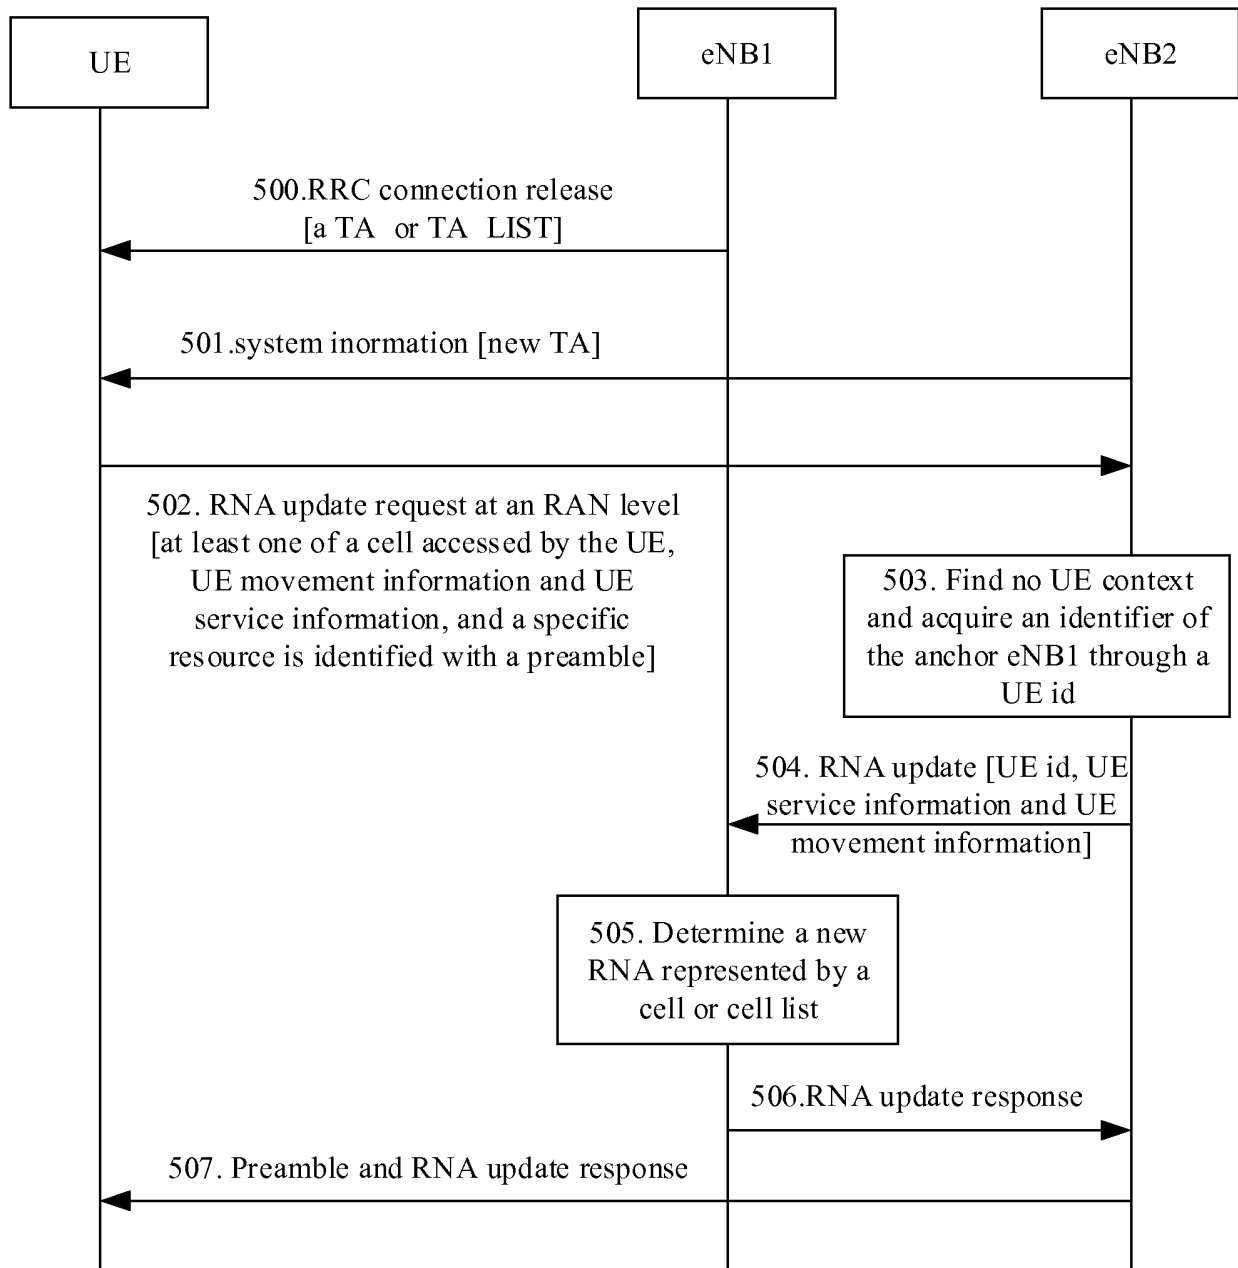 UE
eNB1
eNB2
500.RRC connection release
[a TA or TA LIST]
501.system inormation [new TA]
502. RNA update request at an RAN level
[at least one of a cell accessed by the UE,
UE movement information and UE
service information, and a specific
resource is identified with a preamble]
503. Find no UE context
and acquire an identifier of
the anchor eNB1 through a
UE id
504. RNA update [UE id, UE
service information and UE
movement information]
505. Determine a new
RNA represented by a
cell or cell list
506.RNA update response
507. Preamble and RNA update response